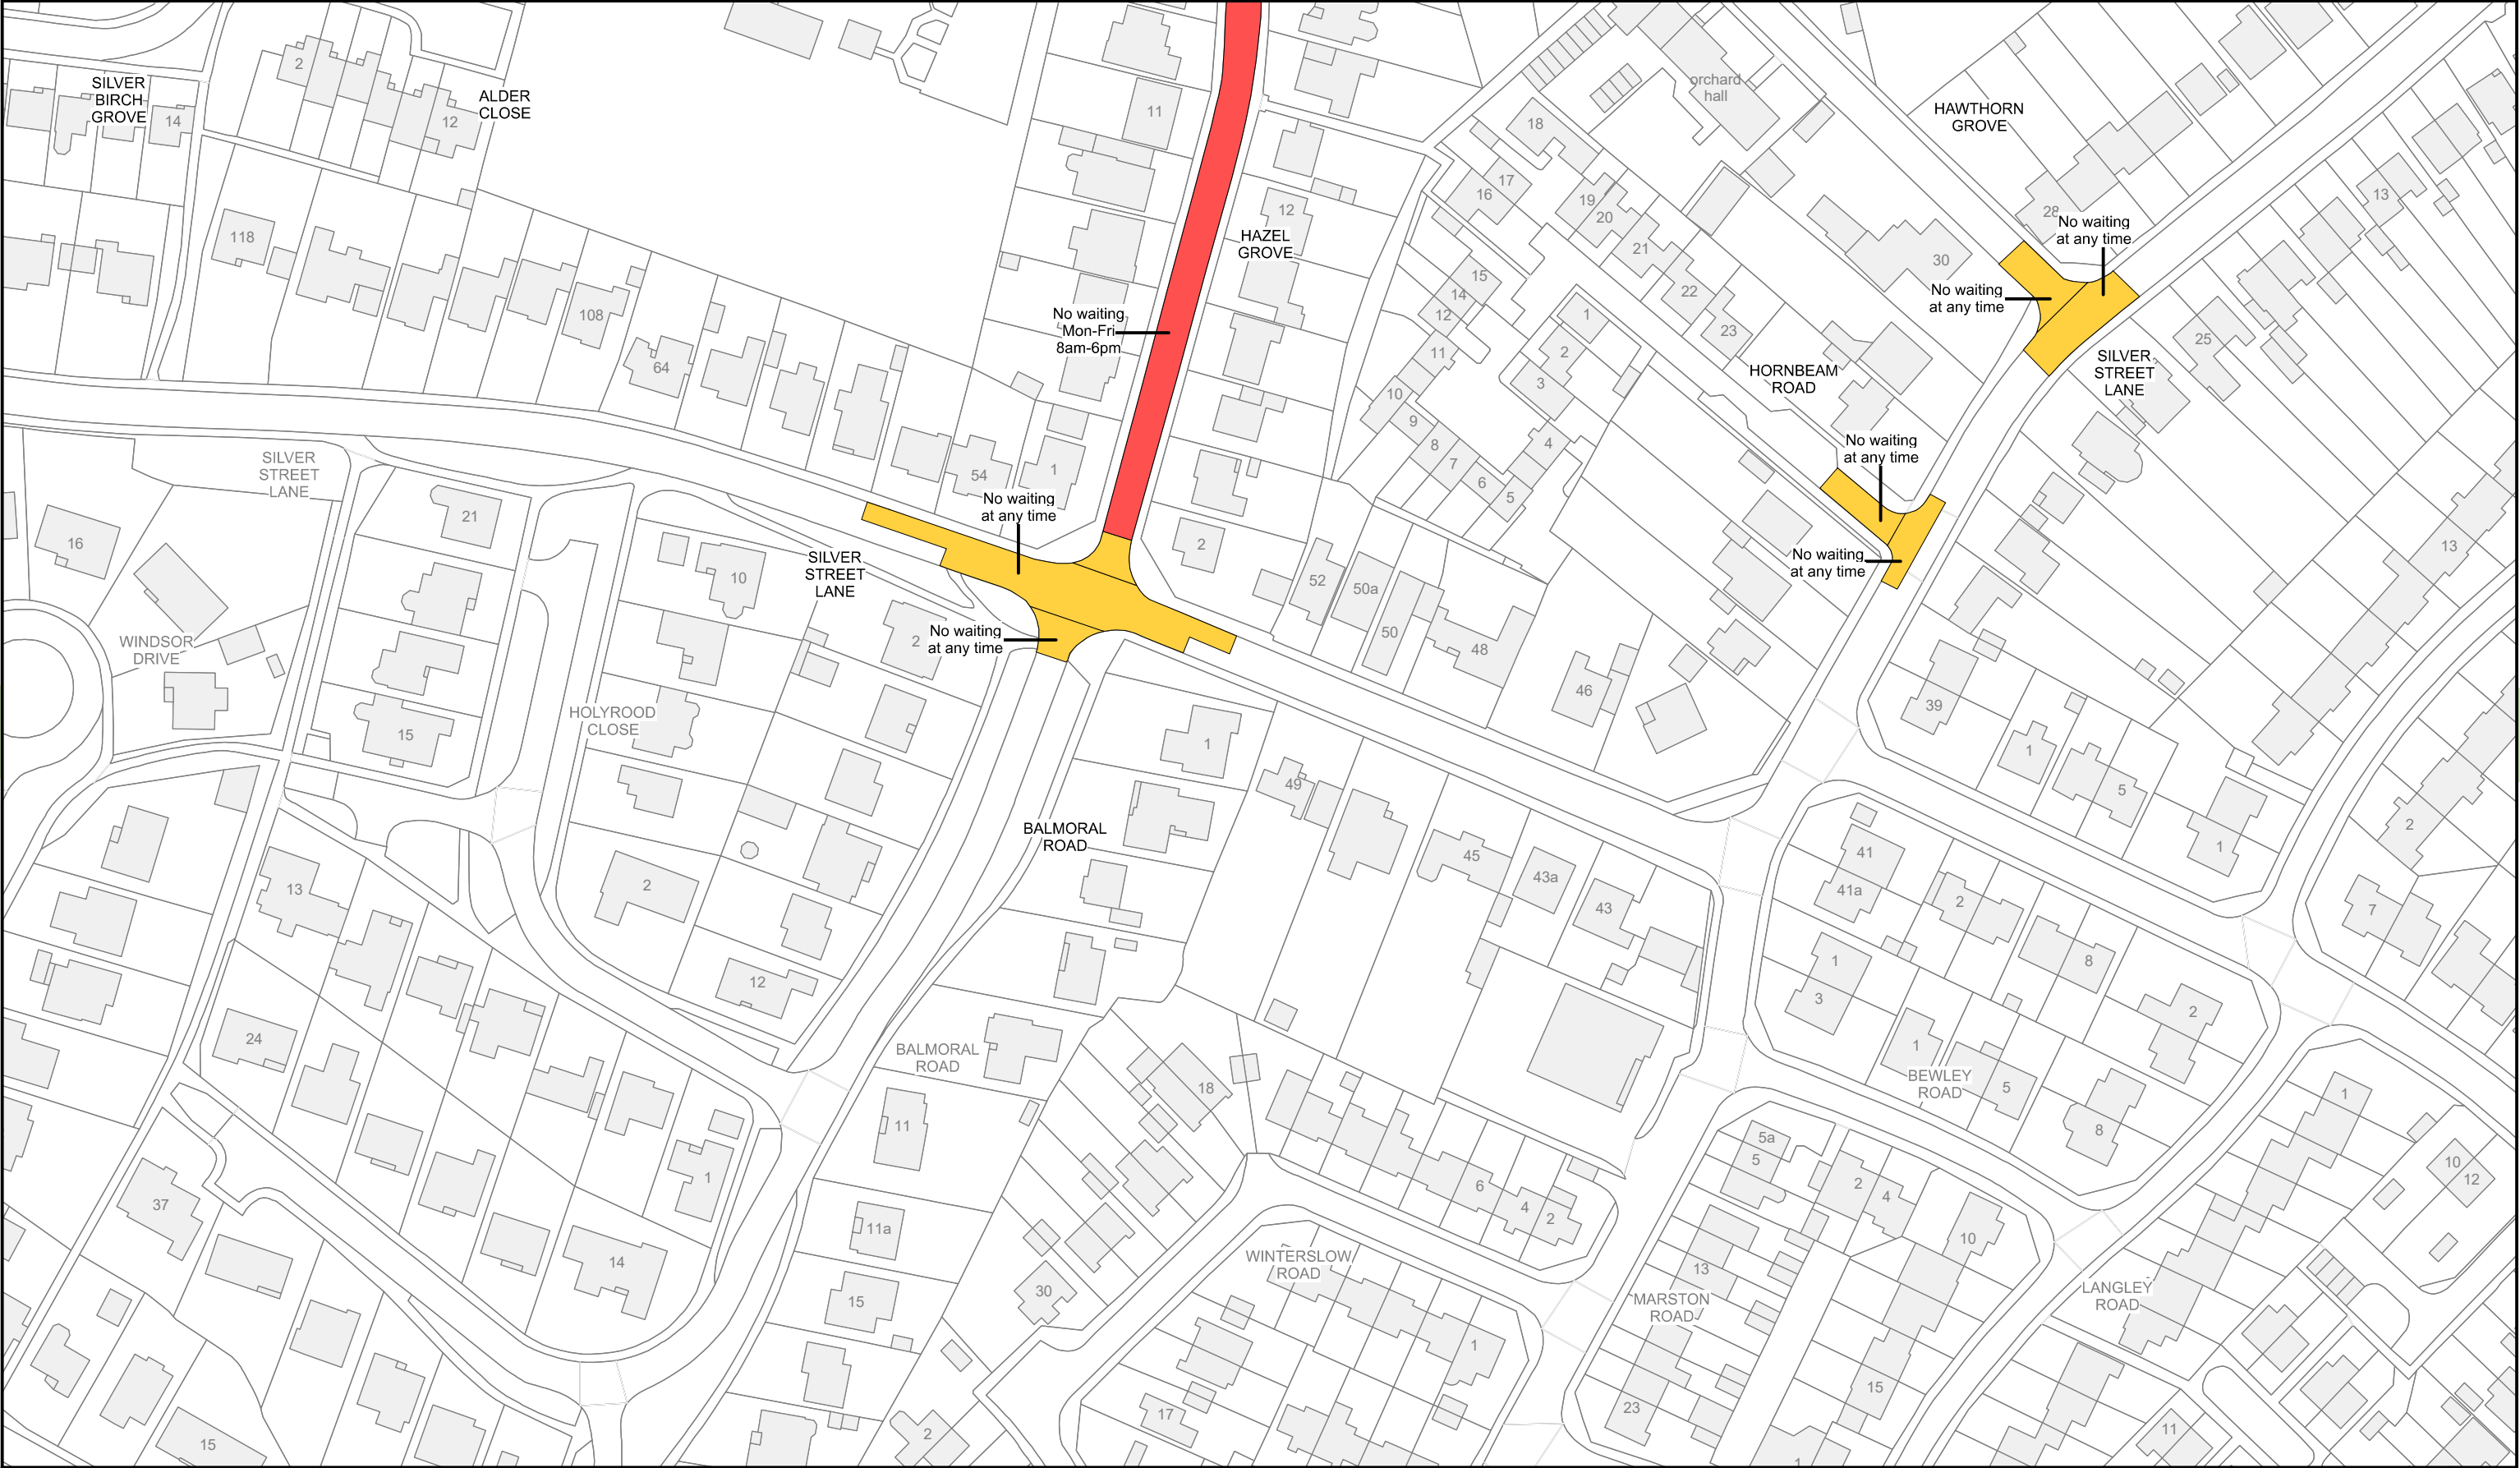 SILVER
BIRCH
GROVE
14
2
12
ALDER
CLOSE
11
orchard
hall
HAWTHORN
GROVE
18
17
16
19
20
21
22
23
12
HAZEL
GROVE
118
108
64
No waiting
Mon-Fri
8am-6pm
15
14
12
11
10
9
8
7
6
5
4
1
2
3
30
28
No waiting
at any time
No waiting
at any time
13
25
SILVER
STREET
LANE
HORNBEAM
ROAD
No waiting
at any time
No waiting
at any time
13
SILVER
STREET
LANE
21
16
54
1
No waiting
at any time
2
10
SILVER
STREET
LANE
2
No waiting
at any time
52
50a
50
48
46
39
1
5
1
2
7
WINDSOR
DRIVE
15
HOLYROOD
CLOSE
2
12
1
BALMORAL
ROAD
49
45
43a
43
41
41a
2
8
1
3
1
5
2
8
BEWLEY
ROAD
13
24
37
14
1
15
BALMORAL
ROAD
11
11a
15
18
30
2
6
4
2
WINTERSLOW
ROAD
17
1
5a
5
2
4
10
13
MARSTON
ROAD
23
15
1
LANGLEY
ROAD
1
10
12
11